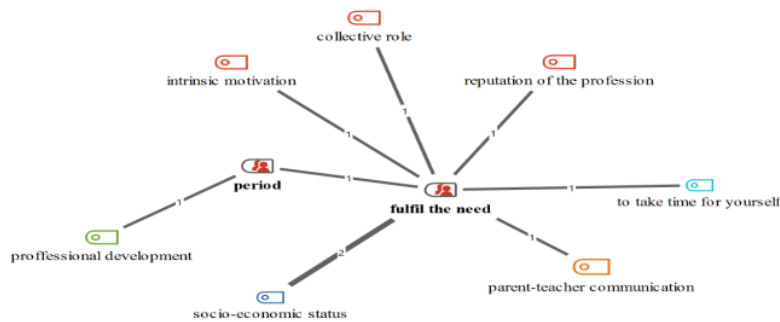 collective role
intrinsic motivation
reputation of the profession
1
1
1
period
1
fulfil the need
1
to take time for yourself
1
proffessional development
2
1
parent-teacher communication
socio-economic status